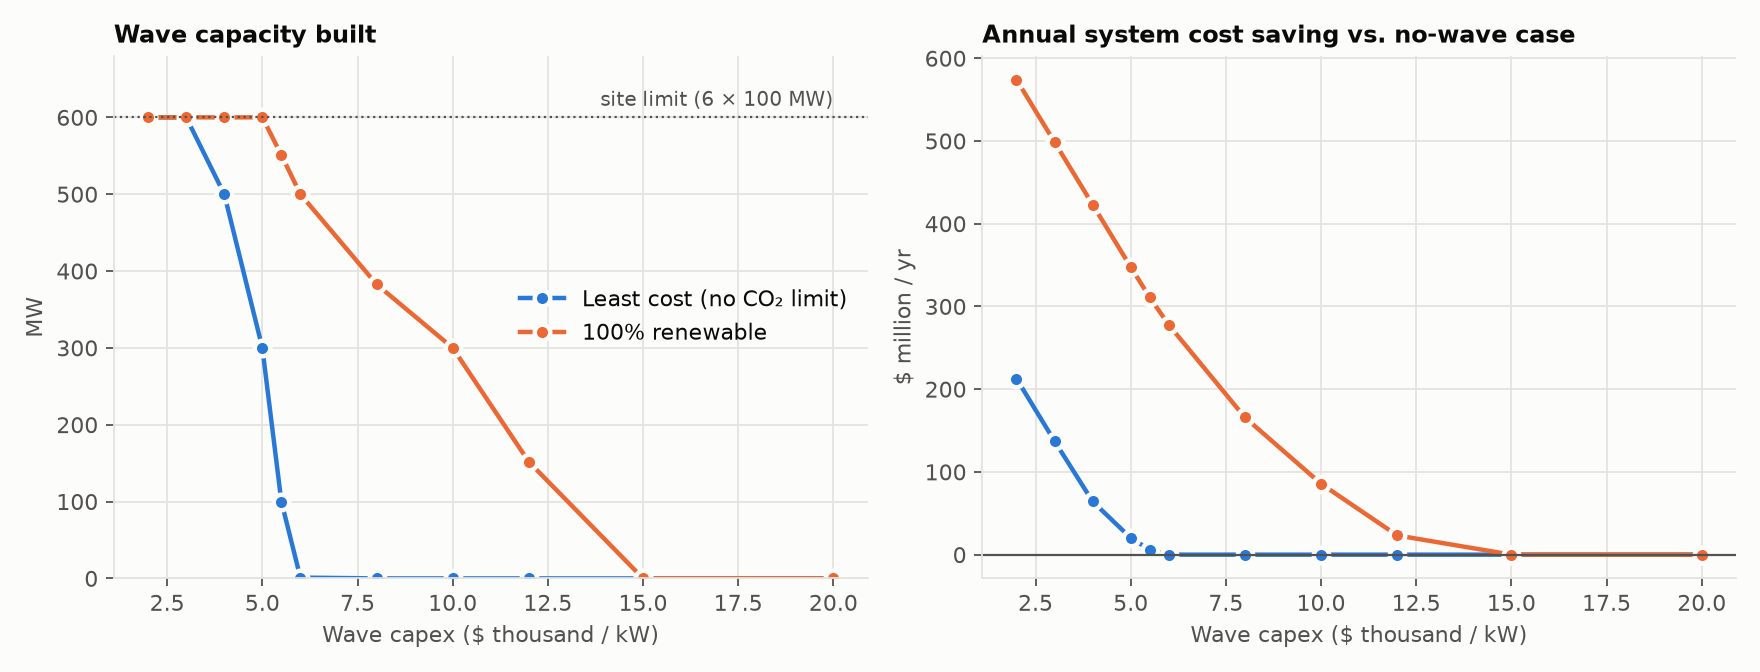 Wave capacity built
600
500
400
300
200
100
0
MW
site limit (6 × 100 MW)
Least cost (no CO₂ limit)
100% renewable
2.5 5.0 7.5 10.0 12.5 15.0 17.5 20.0
Wave capex ($ thousand / kW)
Annual system cost saving vs. no-wave case
600
500
400
300
200
100
0
$ million / yr
2.5 5.0 7.5 10.0 12.5 15.0 17.5 20.0
Wave capex ($ thousand / kW)